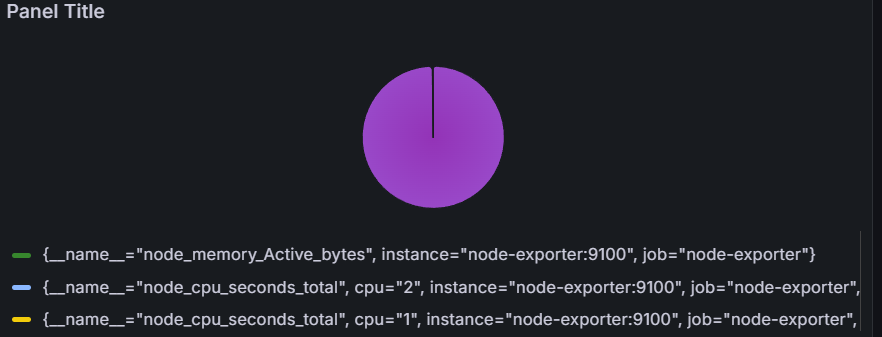 Panel Title
{__name__="node_memory_Active_bytes", instance="node-exporter:9100", job="node-exporter"}
{__name__="node_cpu_seconds_total", cpu="2", instance="node-exporter:9100", job="node-exporter",
{__name__="node_cpu_seconds_total", cpu="1", instance="node-exporter:9100", job="node-exporter",